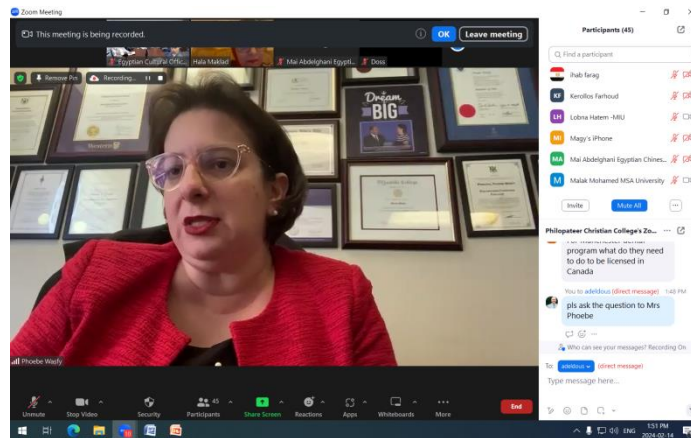 Zoom Meeting
This meeting is being recorded.
OK
Leave meeting
Egyptian Cultural Offic...
Hala Maklad
Mai Abdelghani Egypti...
Doss
Remove Pin
Recording...
Dream
BIG
Phoebe Wasfy
Unmute
Stop Video
Security
45
Participants
Share Screen
Reactions
Apps
Whiteboards
More
End
Participants (45)
Find a participant
ihab farag
KF Kerollos Farhoud
LH Lobna Hatem -MIU
MI Magy's iPhone
MA Mai Abdelghani Egyptian Chines...
M Malak Mohamed MSA University
Invite
Mute All
Philopateer Christian College's Zo...
program what do they need
to do to be licensed in
Canada
You to adeldous (direct message) 1:48 PM
pls ask the question to Mrs
Phoebe
Who can see your messages? Recording On
To: adeldous (direct message)
Type message here...
ENG
1:51 PM
2024-02-14